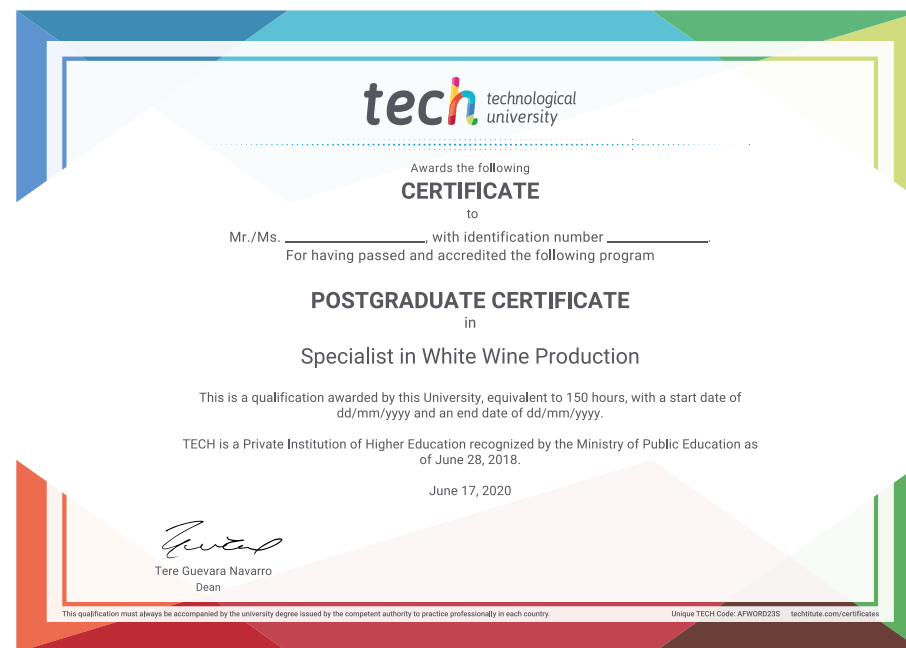 tech technological
university
Awards the following
CERTIFICATE
to
Mr./Ms. ____________, with identification number ____________.
For having passed and accredited the following program
POSTGRADUATE CERTIFICATE
in
Specialist in White Wine Production
This is a qualification awarded by this University, equivalent to 150 hours, with a start date of
dd/mm/yyyy and an end date of dd/mm/yyyy.
TECH is a Private Institution of Higher Education recognized by the Ministry of Public Education as
of June 28, 2018.
June 17, 2020
Tere Guevara Navarro
Dean
This qualification must always be accompanied by the university degree issued by the competent authority to practice professionally in each country.
Unique TECH Code: AFWORD23S techtitute.com/certificates